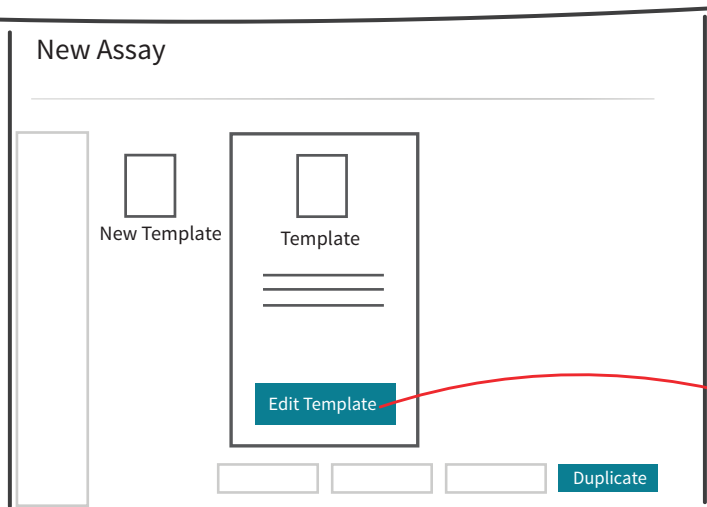 New Assay
New Template
Template
Edit Template
Duplicate